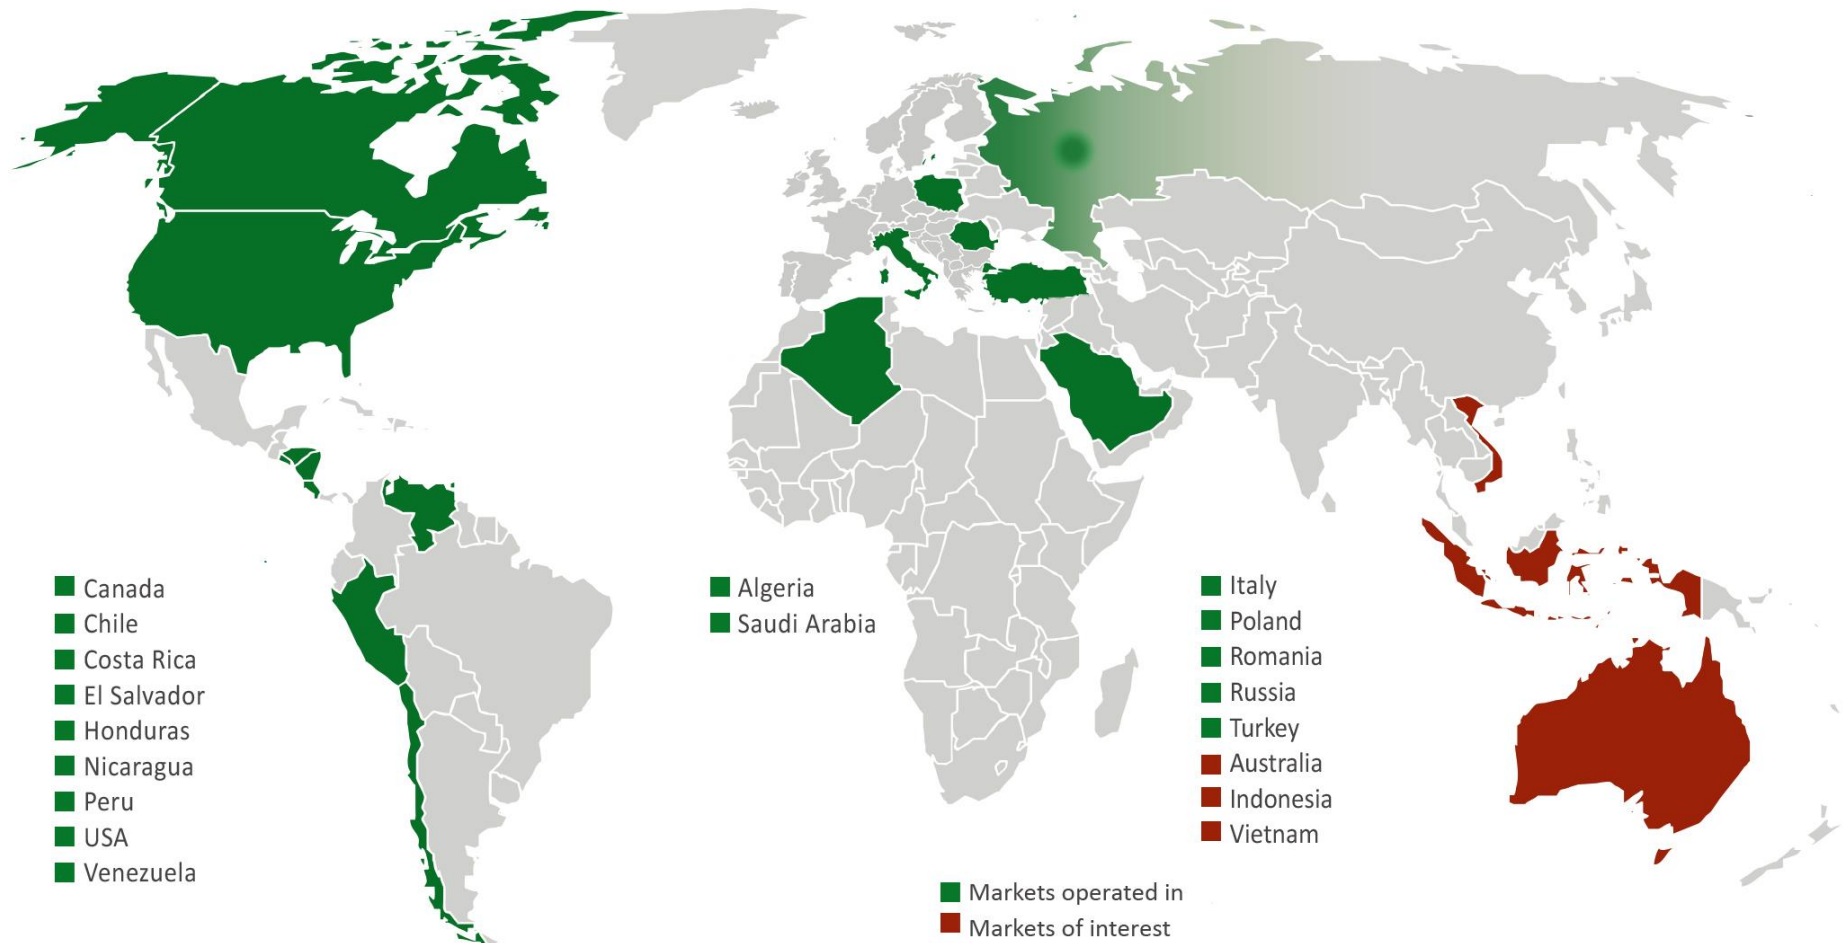 Canada
Chile
Costa Rica
El Salvador
Honduras
Nicaragua
Peru
USA
Venezuela
Algeria
Saudi Arabia
Italy
Poland
Romania
Russia
Turkey
Australia
Indonesia
Vietnam
Markets operated in
Markets of interest